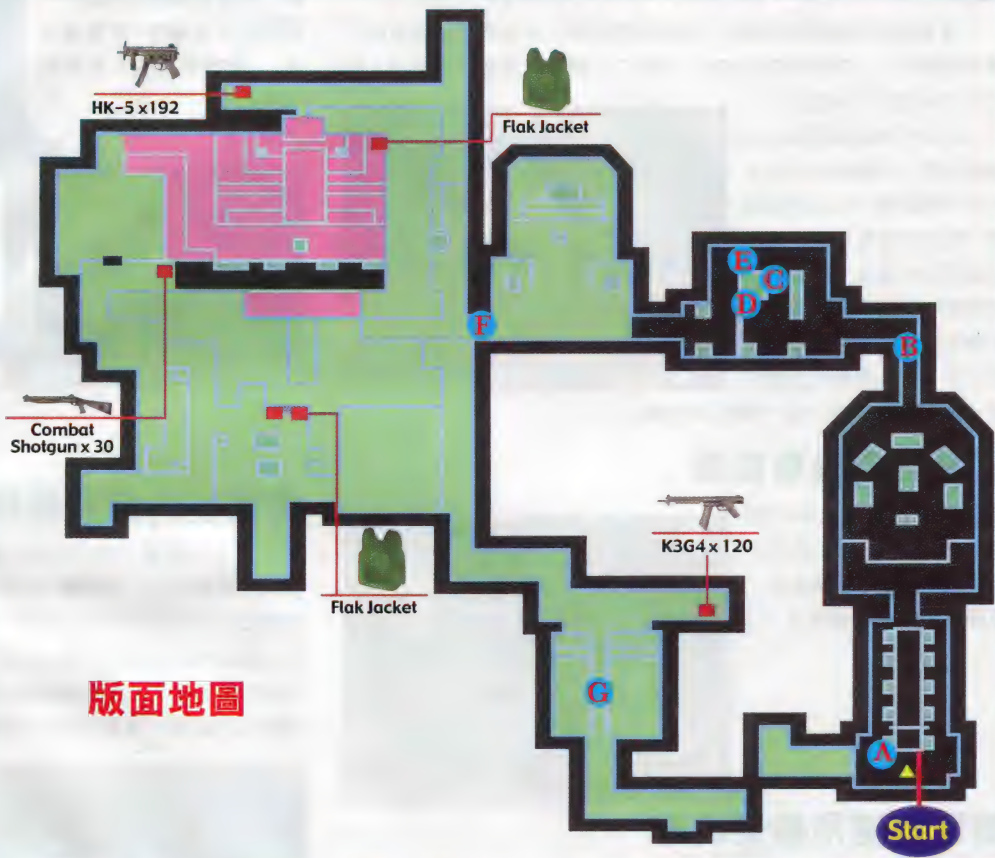 HK-5 x192
Flak Jacket
E
C
D
F
B
Combat
Shotgun x 30
K3G4 x 120
Flak Jacket
版面地圖
G
A
Start